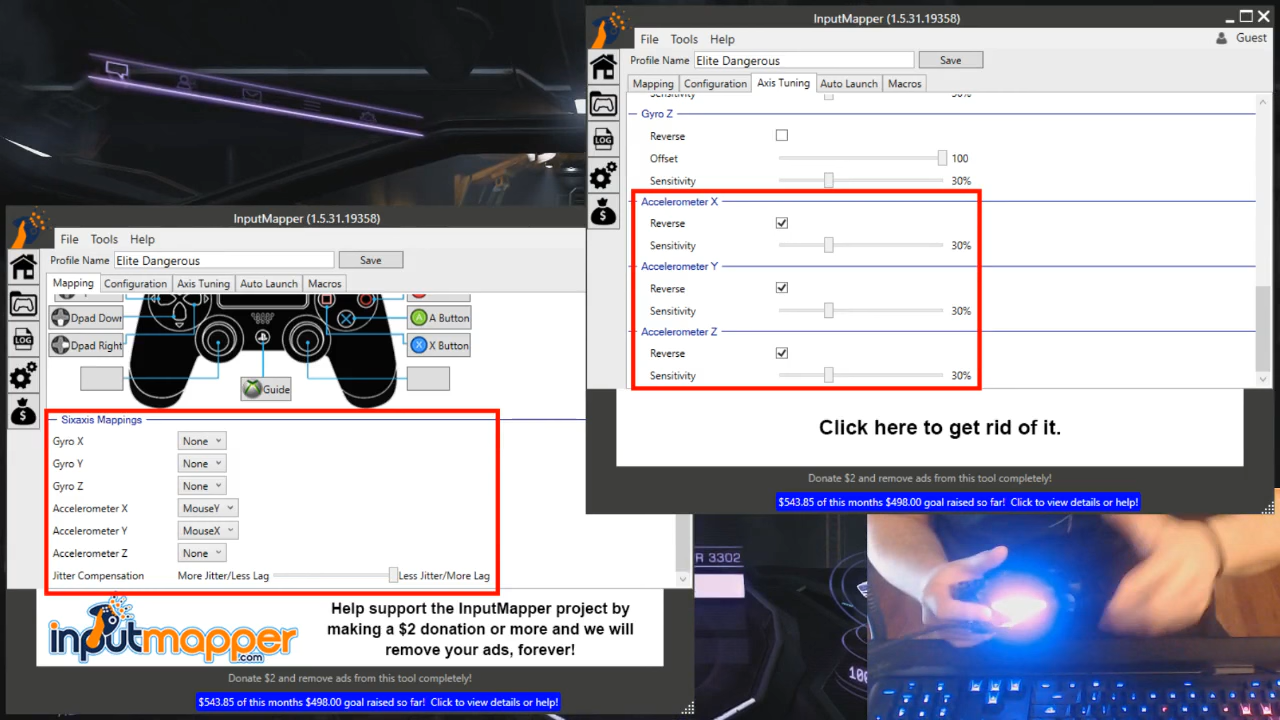 InputMapper (1.5.31.19358)
File Tools Help
Guest
Profile Name Elite Dangerous Save
Mapping Configuration Axis Tuning Auto Launch Macros
Sensitivity 30%
Gyro Z
Reverse
Offset 100
Sensitivity 30%
Accelerometer X
Reverse
Sensitivity 30%
Accelerometer Y
Reverse
Sensitivity 30%
Accelerometer Z
Reverse
Sensitivity 30%
LOG
$
Click here to get rid of it.
Donate $2 and remove ads from this tool completely!
$543.85 of this months $498.00 goal raised so far! Click to view details or help!
InputMapper (1.5.31.19358)
File Tools Help
Profile Name Elite Dangerous Save
Mapping Configuration Axis Tuning Auto Launch Macros
Dpad Down
A A Button
Dpad Right
X X Button
Guide
LOG
$
Sixaxis Mappings
Gyro X None
Gyro Y None
Gyro Z None
Accelerometer X MouseY
Accelerometer Y MouseX
Accelerometer Z None
Jitter Compensation More Jitter/Less Lag Less Jitter/More Lag
inputmapper
.com
Help support the InputMapper project by
making a $2 donation or more and we will
remove your ads, forever!
Donate $2 and remove ads from this tool completely!
$543.85 of this months $498.00 goal raised so far! Click to view details or help!
R 3302